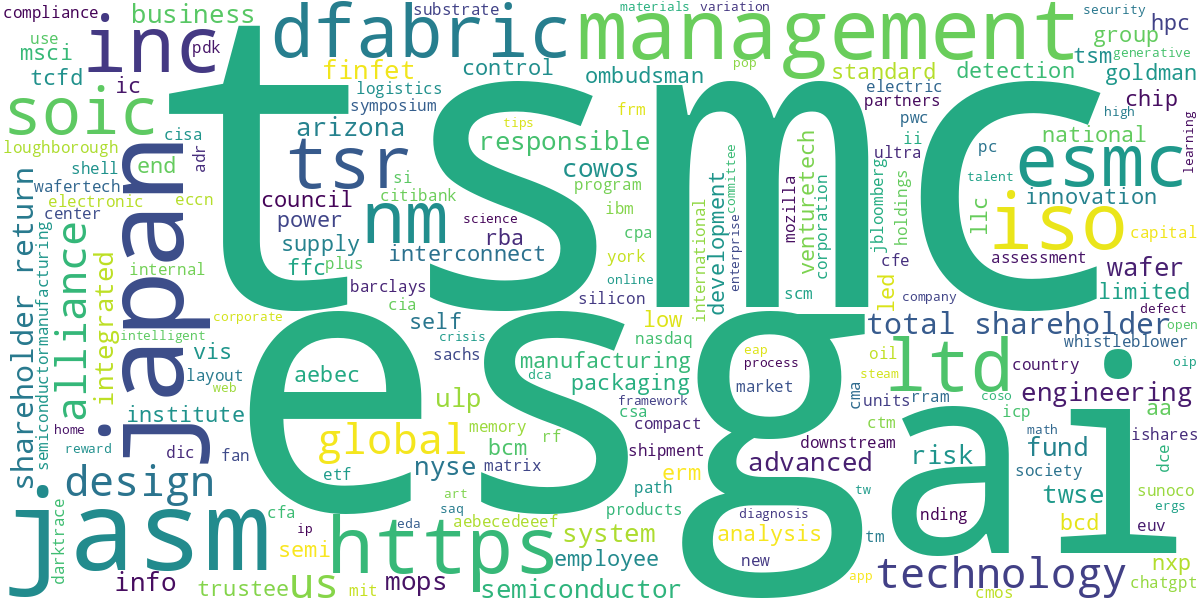 compliance
business
inc
pdk
msci
use
tcfd
ic
soic
cisa
adr
loughborough
shell
end
wafertech
electronic
eccn
center
japan
shareholder return
semiconductormanufacturing
alliance
integrated
internal
intelligent
corporate
vis
layout
web
institute
home
reward
dic
fan
design
jasm
darktrace
info
trustee
us
cfa
ip
semi
mit
https
mops
substrate
dfabric
finfet
control
logistics
symposium
arizona
tsr
council
power
supply
ffc
plus
si
citibank
nm
interconnect
barclays
cia
science
rba
responsible
cowos
program
ibm
ombudsman
materials
variation
management
pop
tips
frm
cpa
york
online
silicon
tsmc
committee
development
international
enterprise
mozilla
venturetech
corporation
scm
standard
electric
partners
pwc
ii
ultra
jbloomberg
holdings
cfe
led
company
detection
tsm
group
hpc
security
generative
goldman
chip
high
national
learning
pc
esmc
talent
innovation
llc
iso
capital
assessment
wafer
limited
defect
total shareholder
whistleblower
open
oip
country
self
crisis
sachs
aebec
dca
manufacturing
packaging
ulp
global
memory
csa
bcm
rf
nyse
matrix
etf
art
saq
eda
aebecedeeef
path
products
system
employee
semiconductor
low
nasdaq
framework
compact
shipment
erm
esg
eap
process
market
advanced
diagnosis
analysis
new
app
cma
oil
steam
units
rram
ctm
downstream
tw
tm
ltd
coso
icp
math
engineering
aa
ishares
risk
fund
society
dce
twse
sunoco
ergs
nding
bcd
euv
ai
technology
cmos
nxp
chatgpt